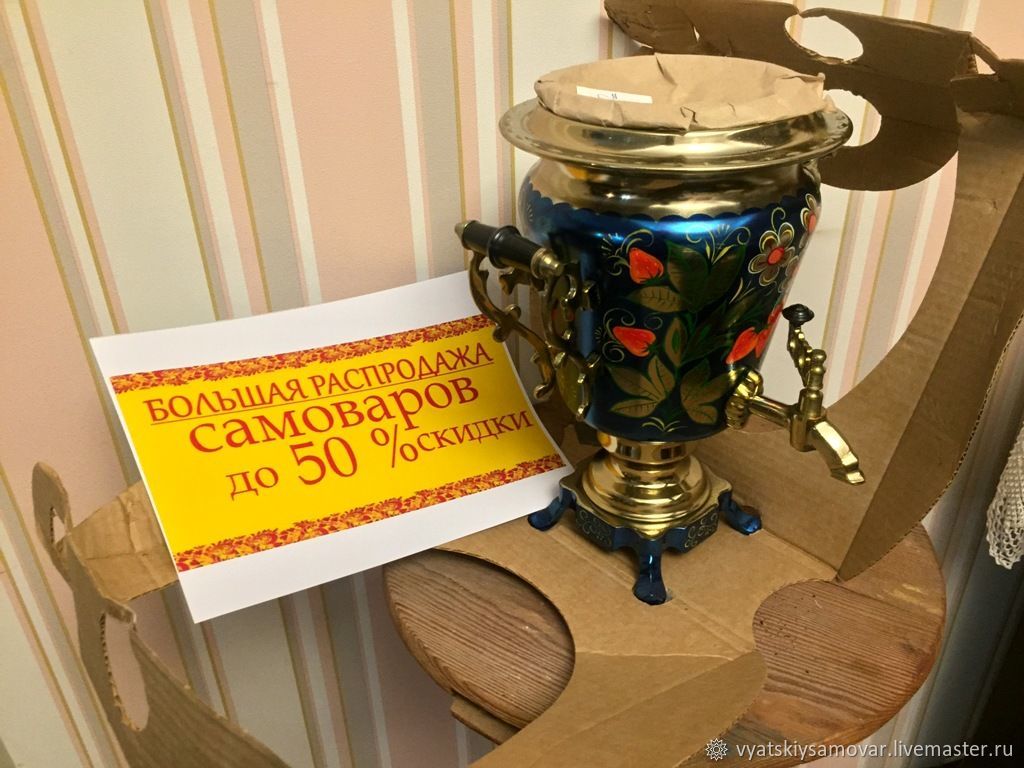 БОЛЬШАЯ РАСПРОДАЖА
самоваров
до 50 %скидки
vyatskiysamovar.livemaster.ru